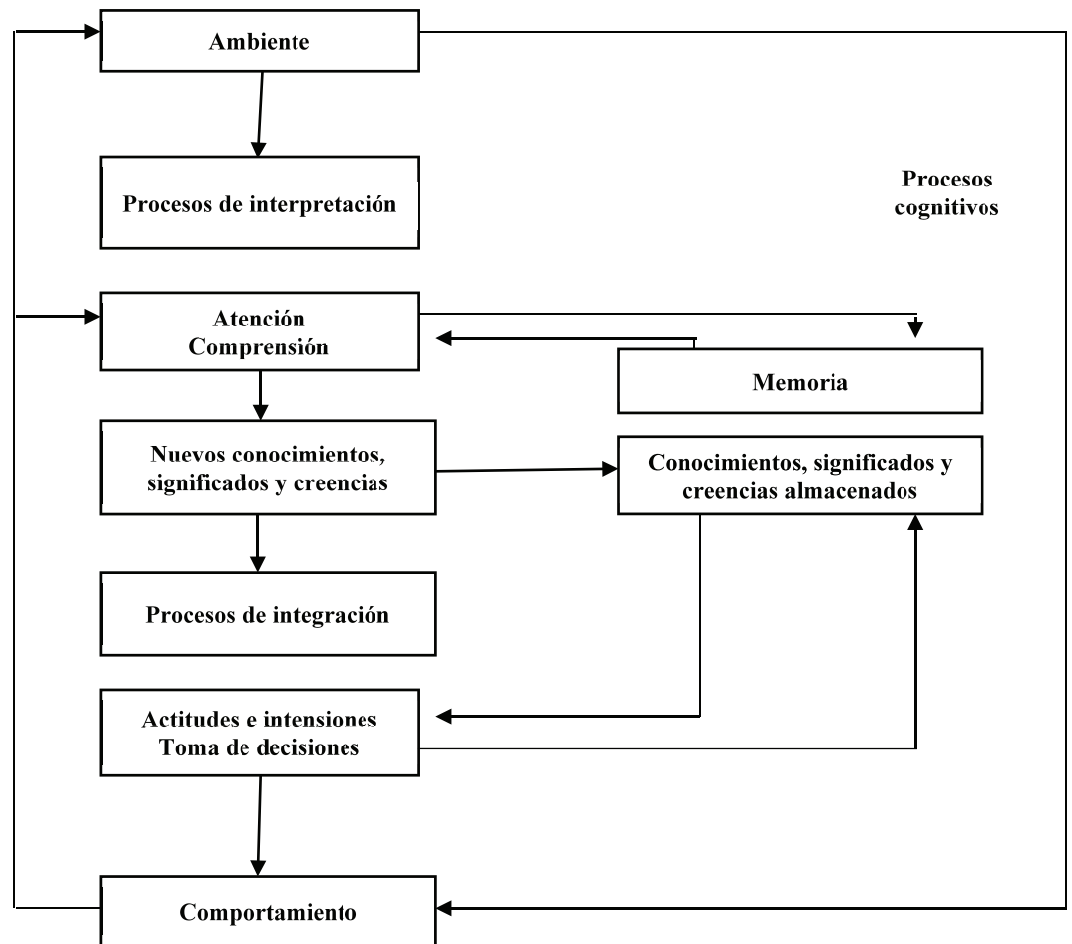 Ambiente
Procesos de interpretación
Procesos
cognitivos
Atención
Comprensión
Memoria
Nuevos conocimientos,
significados y creencias
Conocimientos, significados y
creencias almacenados
Procesos de integración
Actitudes e intensiones
Toma de decisiones
Comportamiento